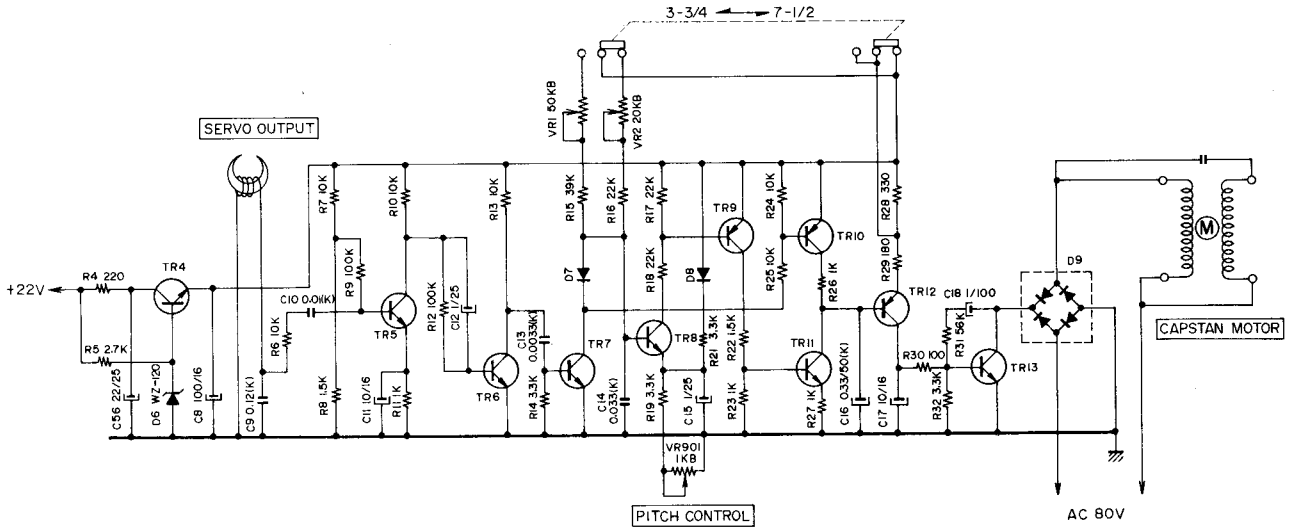 3-3/4 7-1/2
SERVO OUTPUT
VR1 50KB
VR2 20KB
+22V
R4 220
TR4
R5 2.7K
C56 22/25
D6 WZ-120
C8 100/16
C9 0.12(K)
R6 10K
C10 0.01(K)
R7 10K
R8 1.5K
R9 100K
R10 10K
TR5
C11 10/16
R11 1K
R12 100K
C12 1/25
TR6
R13 10K
C13 0.0033(K)
R14 3.3K
TR7
R15 39K
D7
R16 22K
C14 0.033(K)
R17 22K
R18 22K
TR8
R19 3.3K
C15 1/25
D8
R21 3.3K
TR9
R22 1.5K
R23 1K
R24 10K
R25 10K
TR10
R26 1K
TR11
R27 1K
C16 0.33/50(K)
R28 330
R29 180
TR12
C17 10/16
R30 100
R31 56K
R32 3.3K
C18 1/100
TR13
D9
M
CAPSTAN MOTOR
VR901 1KB
PITCH CONTROL
AC 80V